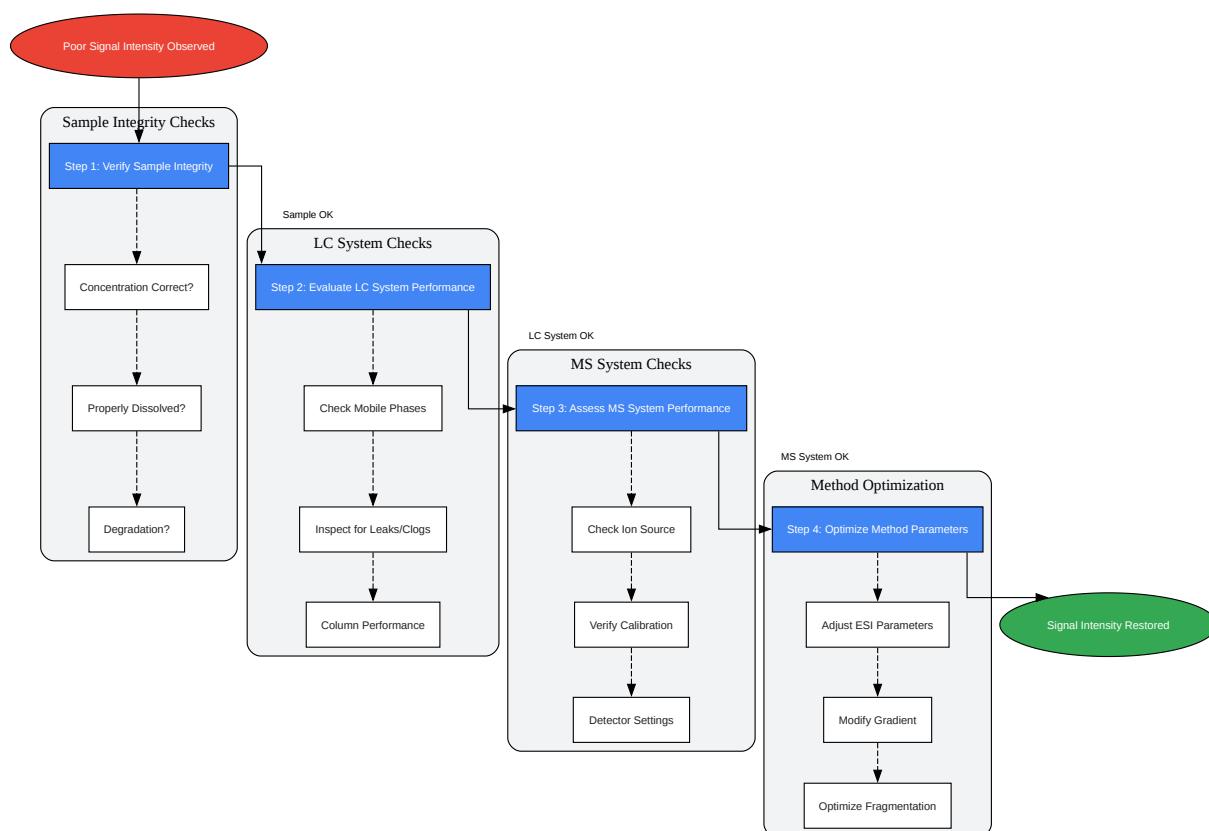 Poor Signal Intensity Observed
Sample Integrity Checks
Step 1: Verify Sample Integrity
Concentration Correct?
Properly Dissolved?
Degradation?
Sample OK
LC System Checks
Step 2: Evaluate LC System Performance
Check Mobile Phases
Inspect for Leaks/Clogs
Column Performance
LC System OK
MS System Checks
Step 3: Assess MS System Performance
Check Ion Source
Verify Calibration
Detector Settings
MS System OK
Method Optimization
Step 4: Optimize Method Parameters
Adjust ESI Parameters
Modify Gradient
Optimize Fragmentation
Signal Intensity Restored